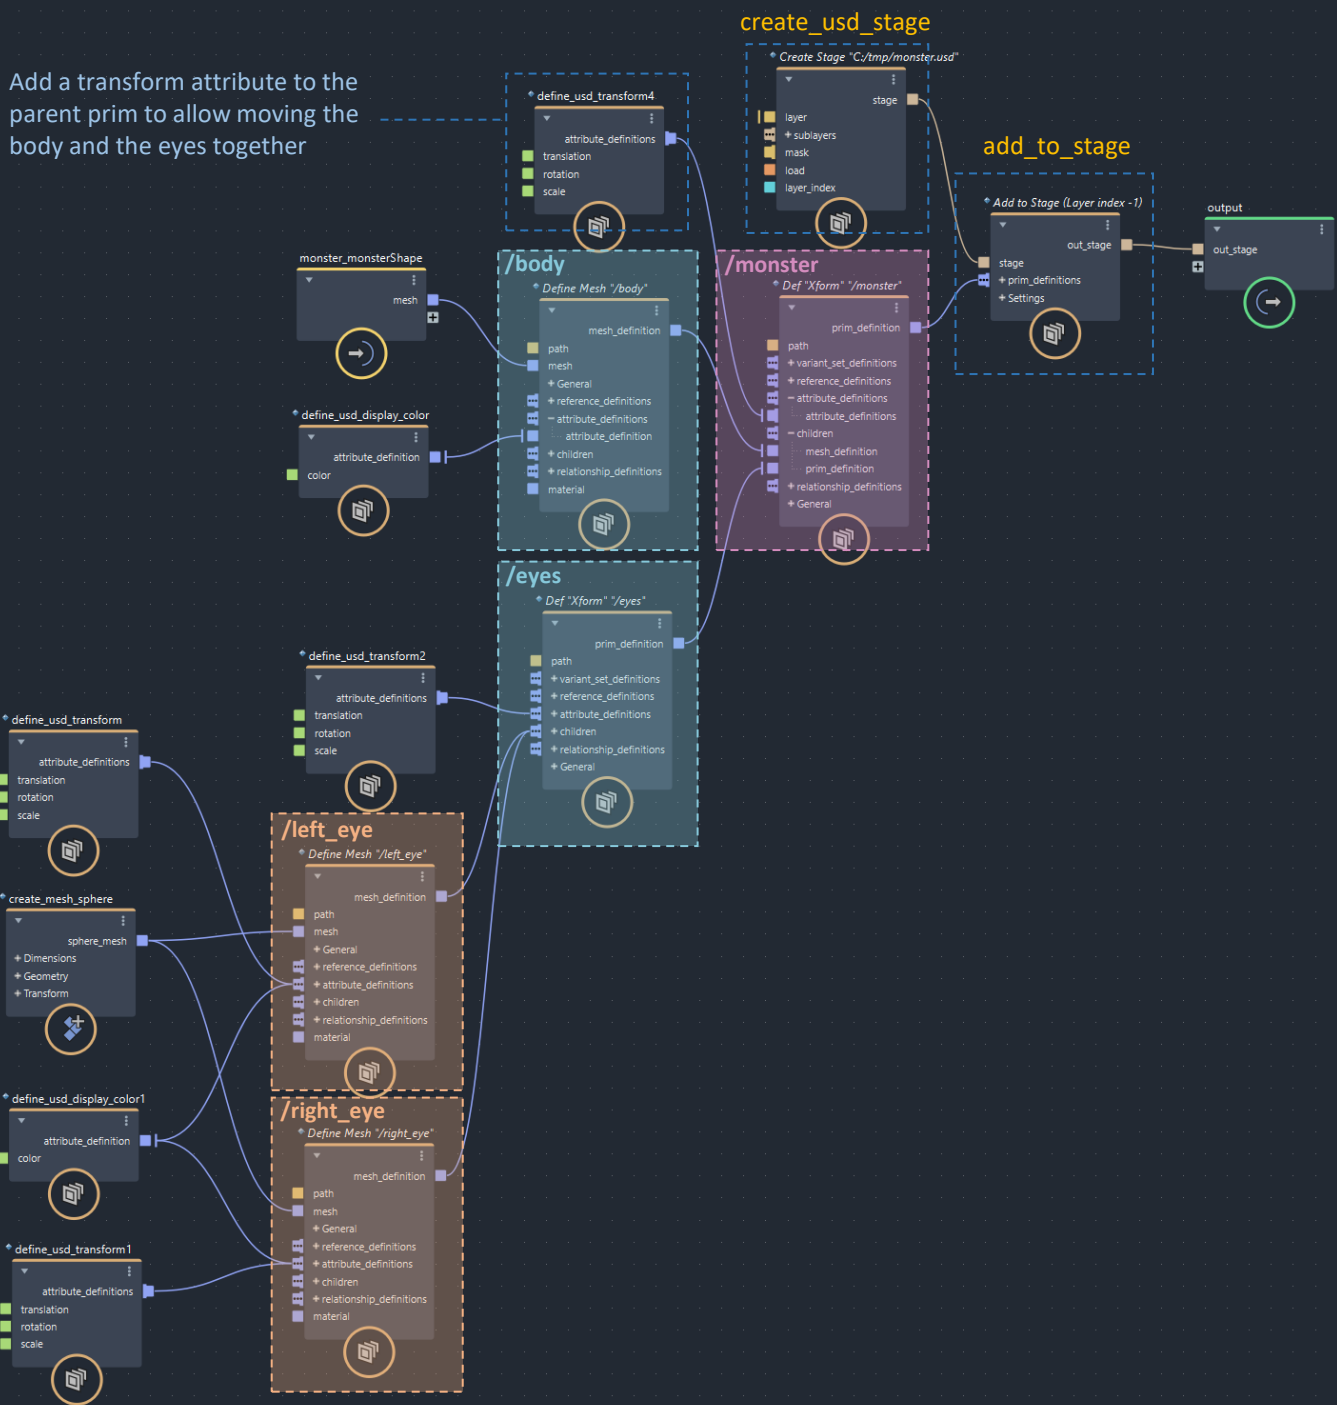 create_usd_stage
Create Stage "C:/tmp/monster.usd"
stage
layer
+ sublayers
mask
load
layer_index
Add a transform attribute to the
parent prim to allow moving the
body and the eyes together
define_usd_transform4
attribute_definitions
translation
rotation
scale
add_to_stage
Add to Stage (Layer index -1)
out_stage
stage
+ prim_definitions
+ Settings
output
out_stage
monster_monsterShape
mesh
/body
Define Mesh "/body"
mesh_definition
path
mesh
+ General
+ reference_definitions
− attribute_definitions
attribute_definition
+ children
+ relationship_definitions
material
/monster
Def "Xform" "/monster"
prim_definition
path
+ variant_set_definitions
+ reference_definitions
− attribute_definitions
attribute_definitions
− children
mesh_definition
prim_definition
+ relationship_definitions
+ General
define_usd_display_color
attribute_definition
color
/eyes
Def "Xform" "/eyes"
prim_definition
path
+ variant_set_definitions
+ reference_definitions
+ attribute_definitions
+ children
+ relationship_definitions
+ General
define_usd_transform2
attribute_definitions
translation
rotation
scale
define_usd_transform
attribute_definitions
translation
rotation
scale
/left_eye
Define Mesh "/left_eye"
mesh_definition
path
mesh
+ General
+ reference_definitions
+ attribute_definitions
+ children
+ relationship_definitions
material
create_mesh_sphere
sphere_mesh
+ Dimensions
+ Geometry
+ Transform
define_usd_display_color1
attribute_definition
color
/right_eye
Define Mesh "/right_eye"
mesh_definition
path
mesh
+ General
+ reference_definitions
+ attribute_definitions
+ children
+ relationship_definitions
material
define_usd_transform1
attribute_definitions
translation
rotation
scale